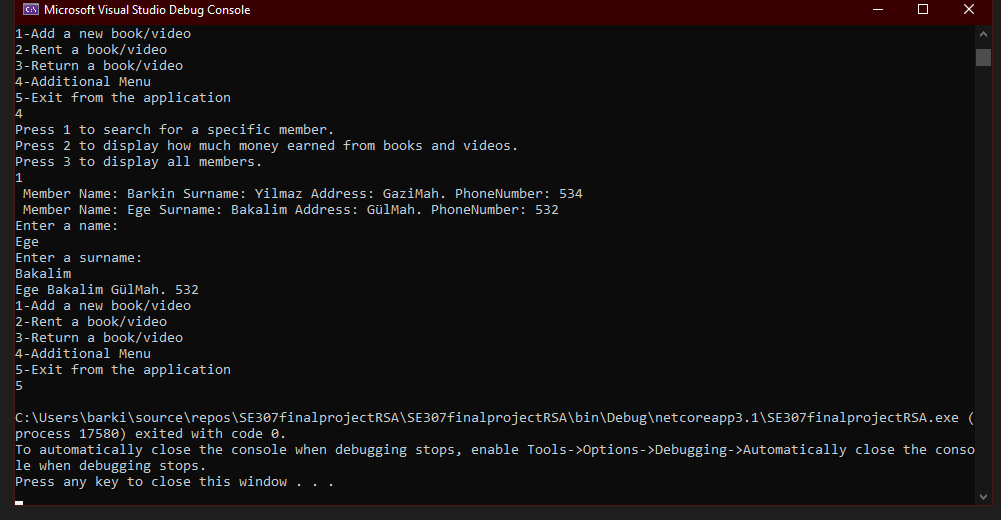 Microsoft Visual Studio Debug Console
1-Add a new book/video
2-Rent a book/video
3-Return a book/video
4-Additional Menu
5-Exit from the application
4
Press 1 to search for a specific member.
Press 2 to display how much money earned from books and videos.
Press 3 to display all members.
1
 Member Name: Barkin Surname: Yilmaz Address: GaziMah. PhoneNumber: 534
 Member Name: Ege Surname: Bakalim Address: GülMah. PhoneNumber: 532
Enter a name:
Ege
Enter a surname:
Bakalim
Ege Bakalim GülMah. 532
1-Add a new book/video
2-Rent a book/video
3-Return a book/video
4-Additional Menu
5-Exit from the application
5
C:\Users\barki\source\repos\SE307finalprojectRSA\SE307finalprojectRSA\bin\Debug\netcoreapp3.1\SE307finalprojectRSA.exe (
process 17580) exited with code 0.
To automatically close the console when debugging stops, enable Tools->Options->Debugging->Automatically close the conso
le when debugging stops.
Press any key to close this window . . .